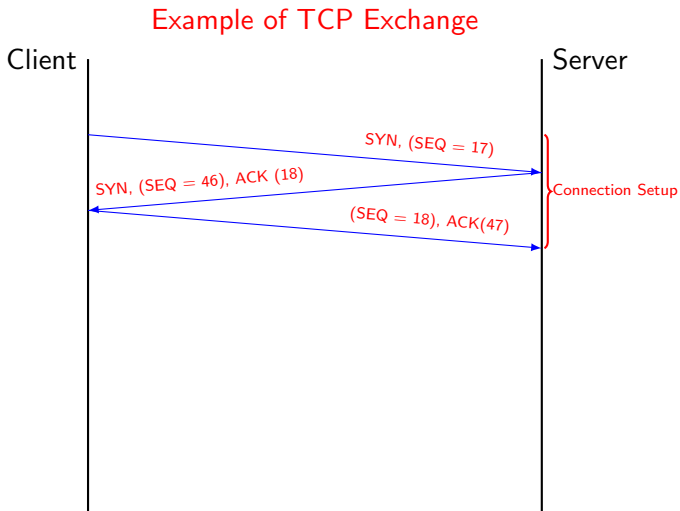 Example of TCP Exchange
Client
Server
SYN, (SEQ = 17)
SYN, (SEQ = 46), ACK (18)
Connection Setup
(SEQ = 18), ACK(47)